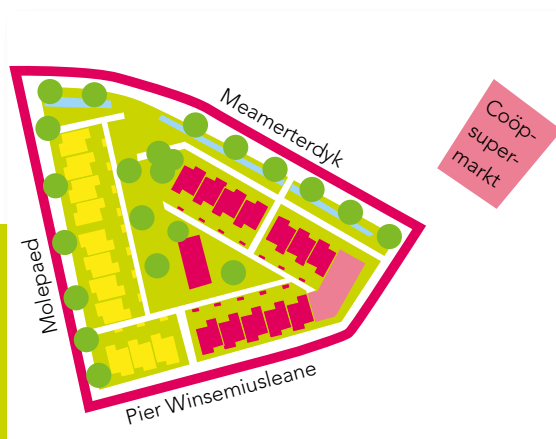 Meamerterdyk
Coöp-
super-
markt
Molepaed
Pier Winsemiusleane